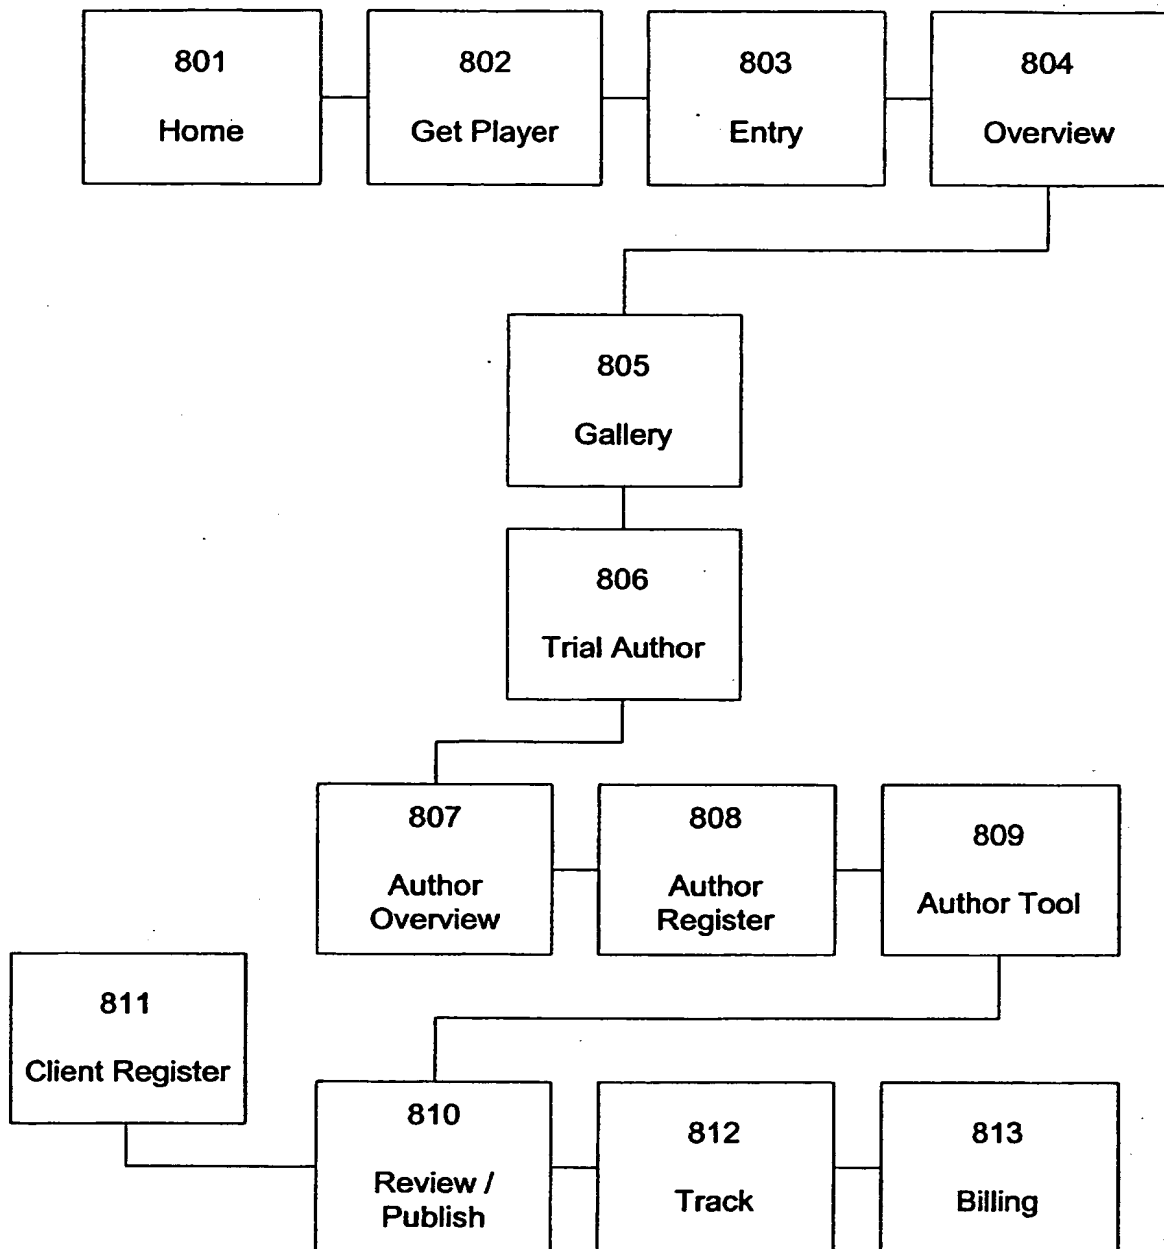 801
Home
802
Get Player
803
Entry
804
Overview
805
Gallery
806
Trial Author
807
Author
Overview
808
Author
Register
809
Author Tool
811
Client Register
810
Review /
Publish
812
Track
813
Billing